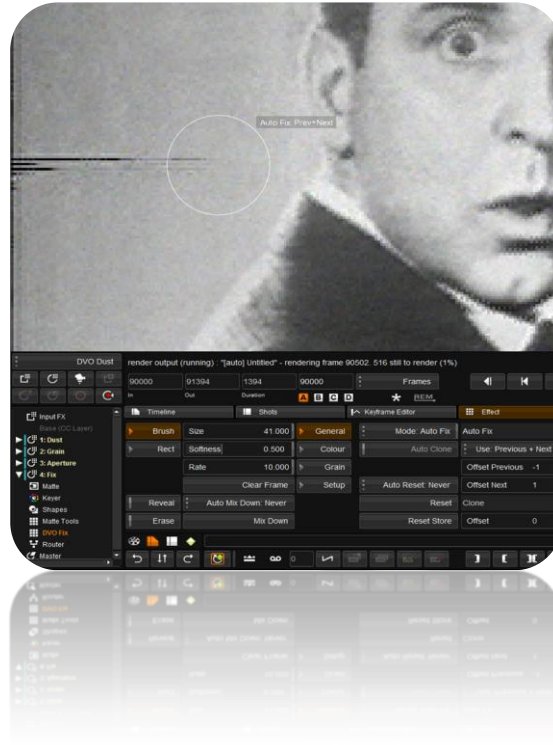 Auto Fix: Prev+Next
DVO Dust
render output (running) : "[auto] Untitled" - rendering frame 90502. 516 still to render (1%)
90000 91394 1394 90000 Frames
In Out Duration A B C D REM
Timeline Shots Keyframe Editor Effect
Input FX
Base (OC Layer)
1: Dust
2: Grain
3: Aperture
4: Fix
Matte
Keyer
Shapes
Matte Tools
DVO Fix
Router
Master
Brush Size 41.000 General Mode: Auto Fix Auto Fix
Rect Softness 0.500 Colour Auto Clone Use: Previous + Next
Rate 10.000 Grain Offset Previous -1
Clear Frame Setup Auto Reset: Never Offset Next 1
Reveal Auto Mix Down: Never Reset Clone
Erase Mix Down Reset Store Offset 0
0